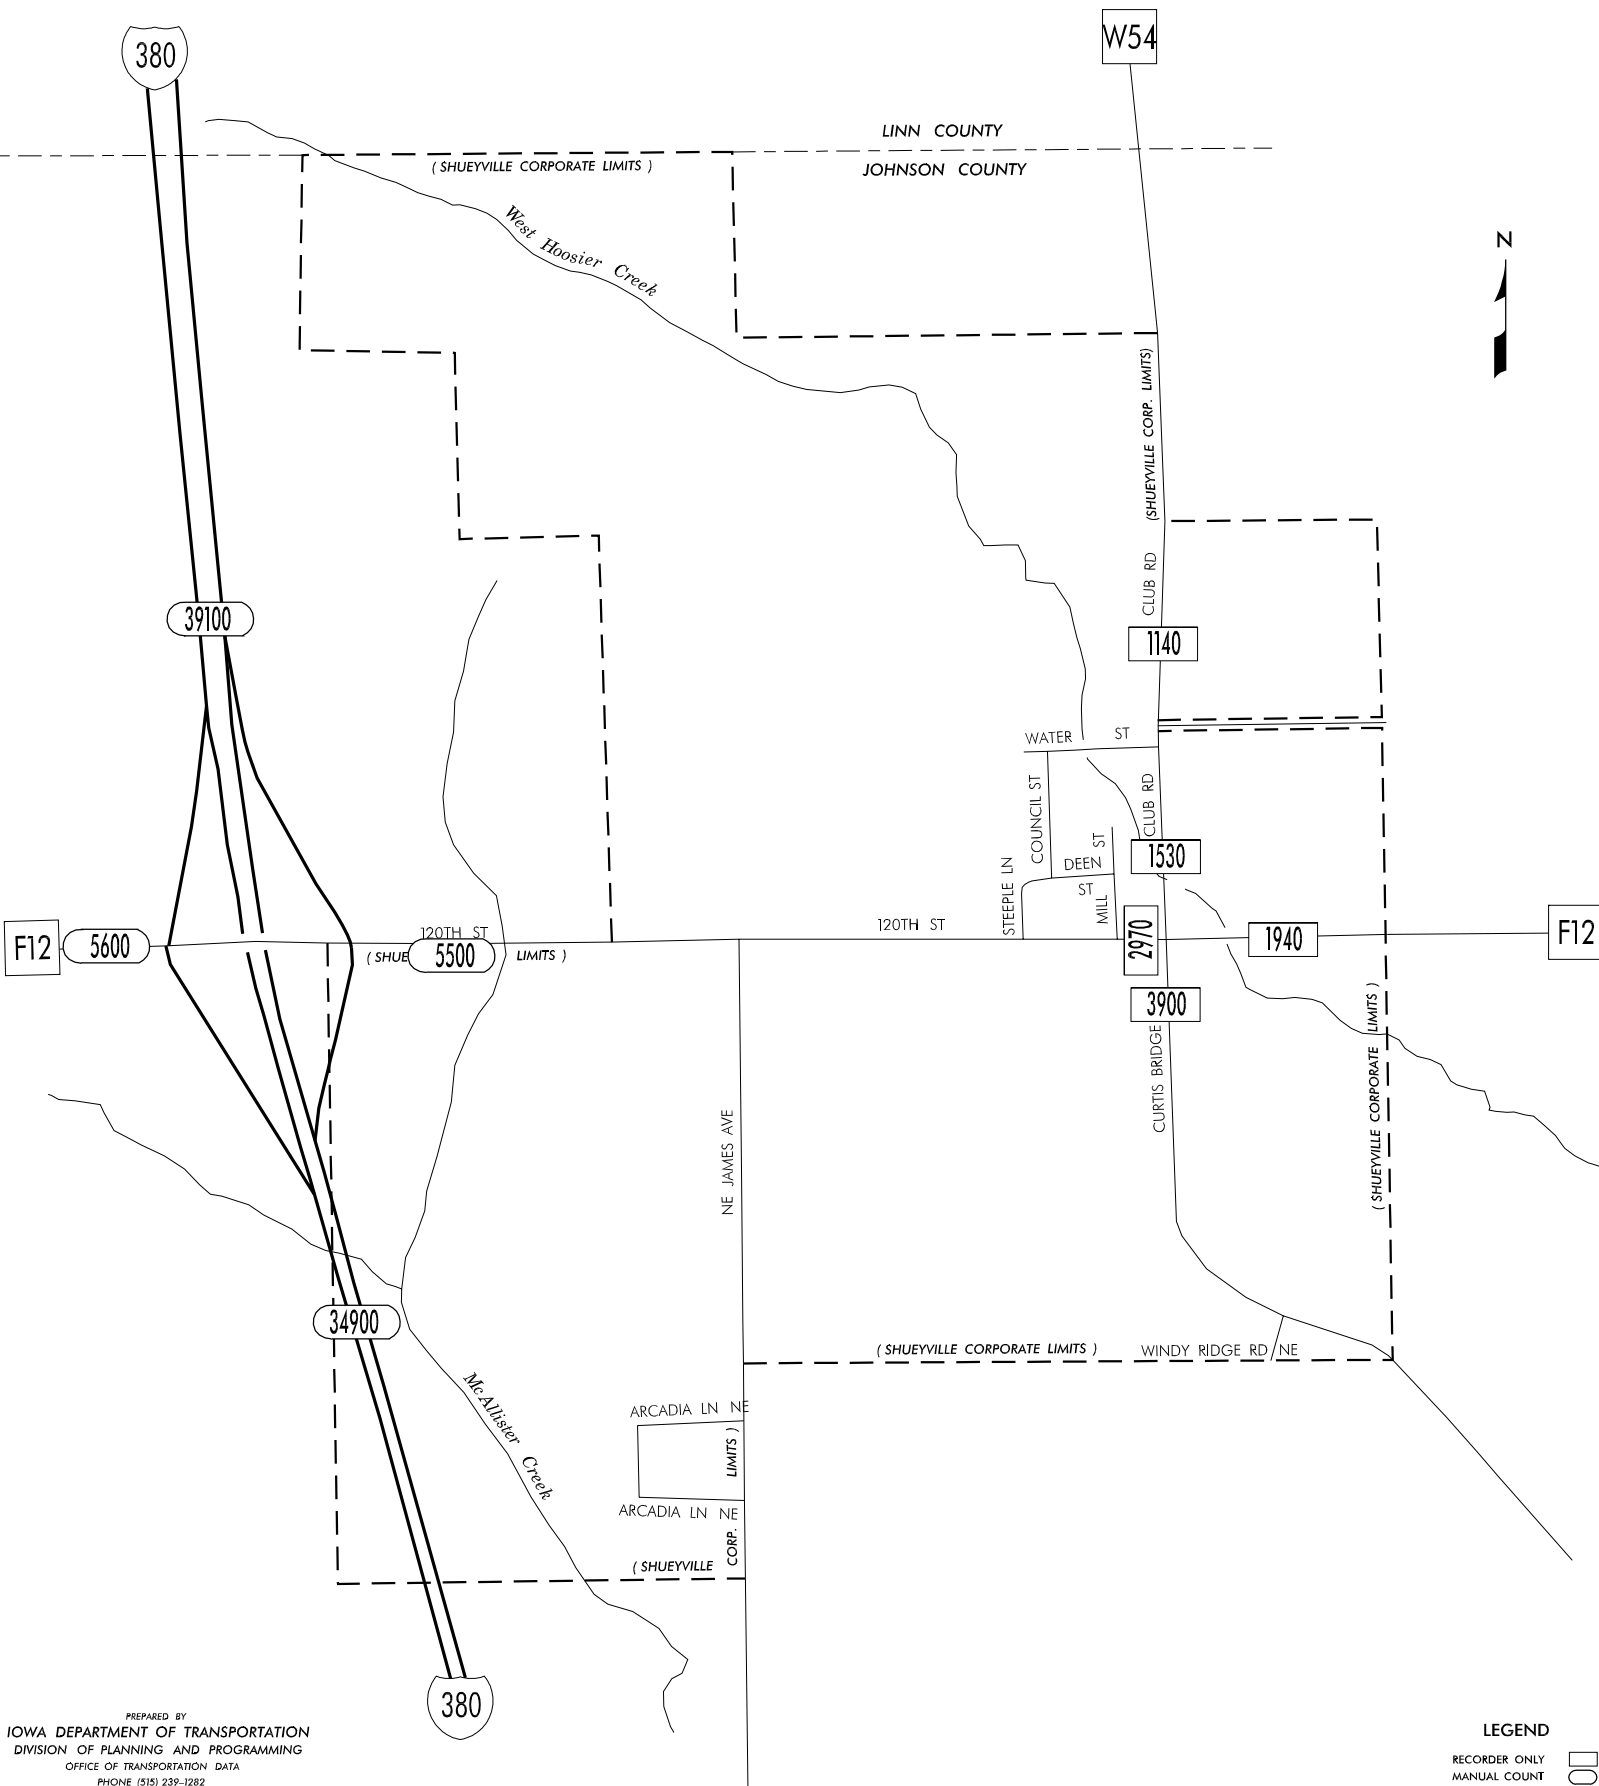 380
W54
LINN COUNTY
( SHUEYVILLE CORPORATE LIMITS )
JOHNSON COUNTY
West Hoosier Creek
N
(SHUEYVILLE CORP. LIMITS)
CLUB RD
39100
1140
WATER ST
COUNCIL ST
CLUB RD
1530
DEEN ST
MILL ST
STEEPLE LN
F12
5600
120TH ST
( SHUE
5500
LIMITS )
120TH ST
2970
1940
F12
3900
CURTIS BRIDGE
( SHUEYVILLE CORPORATE LIMITS )
NE JAMES AVE
34900
( SHUEYVILLE CORPORATE LIMITS )
WINDY RIDGE RD NE
McAllister Creek
ARCADIA LN NE
ARCADIA LN NE
( SHUEYVILLE CORP. LIMITS )
380
PREPARED BY
IOWA DEPARTMENT OF TRANSPORTATION
DIVISION OF PLANNING AND PROGRAMMING
OFFICE OF TRANSPORTATION DATA
PHONE (515) 239-1282
LEGEND
RECORDER ONLY
MANUAL COUNT